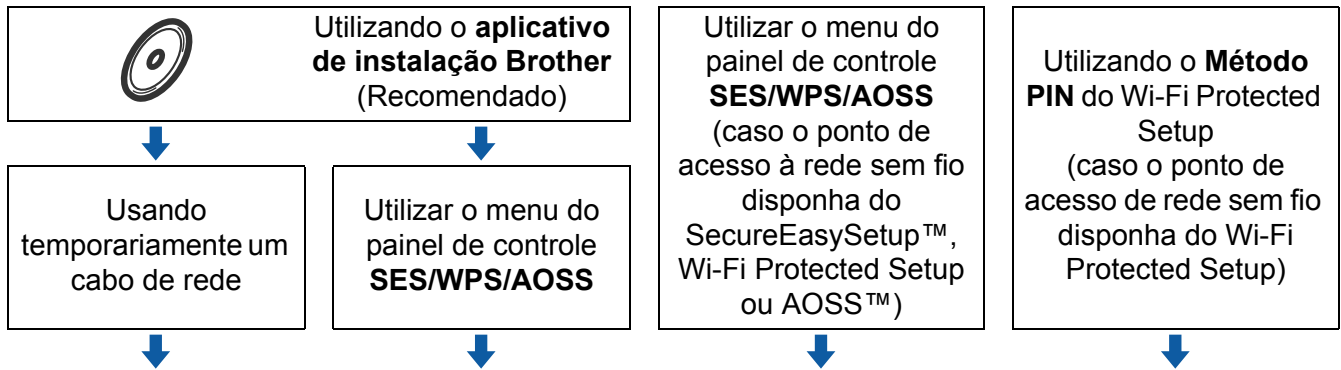 Utilizando o aplicativo
de instalação Brother
(Recomendado)
Usando
temporariamente um
cabo de rede
Utilizar o menu do
painel de controle
SES/WPS/AOSS
Utilizar o menu do
painel de controle
SES/WPS/AOSS
(caso o ponto de
acesso à rede sem fio
disponha do
SecureEasySetup™,
Wi-Fi Protected Setup
ou AOSS™)
Utilizando o Método
PIN do Wi-Fi Protected
Setup
(caso o ponto de
acesso de rede sem fio
disponha do Wi-Fi
Protected Setup)